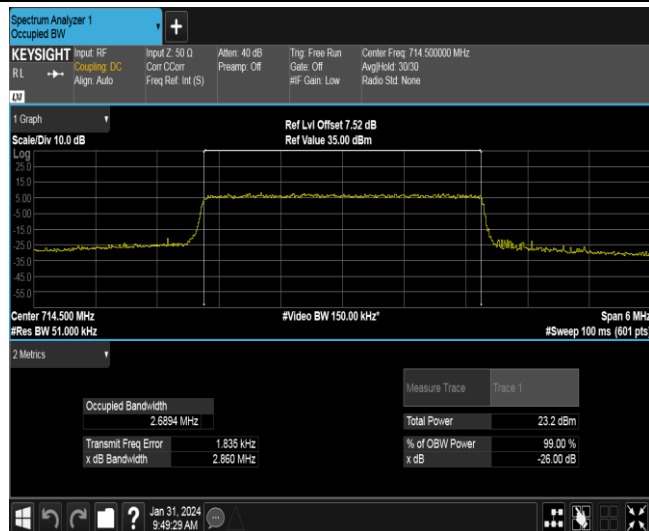 Spectrum Analyzer 1
Occupied BW
+
KEYSIGHT
RL
Input: RF
Coupling: DC
Align: Auto
Input Z: 50 Ω
Corr CCorr
Freq Ref: Int (S)
Atten: 40 dB
Preamp: Off
Trig: Free Run
Gate: Off
#IF Gain: Low
Center Freq: 714.500000 MHz
Avg|Hold: 30/30
Radio Std: None
LXI
1 Graph
Scale/Div 10.0 dB
Ref Lvl Offset 7.52 dB
Ref Value 35.00 dBm
Log
25.0
15.0
5.00
-5.00
-15.0
-25.0
-35.0
-45.0
-55.0
Center 714.500 MHz
#Video BW 150.00 kHz*
Span 6 MHz
#Res BW 51.000 kHz
#Sweep 100 ms (601 pts)
2 Metrics
Measure Trace
Trace 1
Occupied Bandwidth
2.6894 MHz
Total Power
23.2 dBm
Transmit Freq Error
1.835 kHz
% of OBW Power
99.00 %
x dB Bandwidth
2.860 MHz
x dB
-26.00 dB
?
Jan 31, 2024
9:49:29 AM